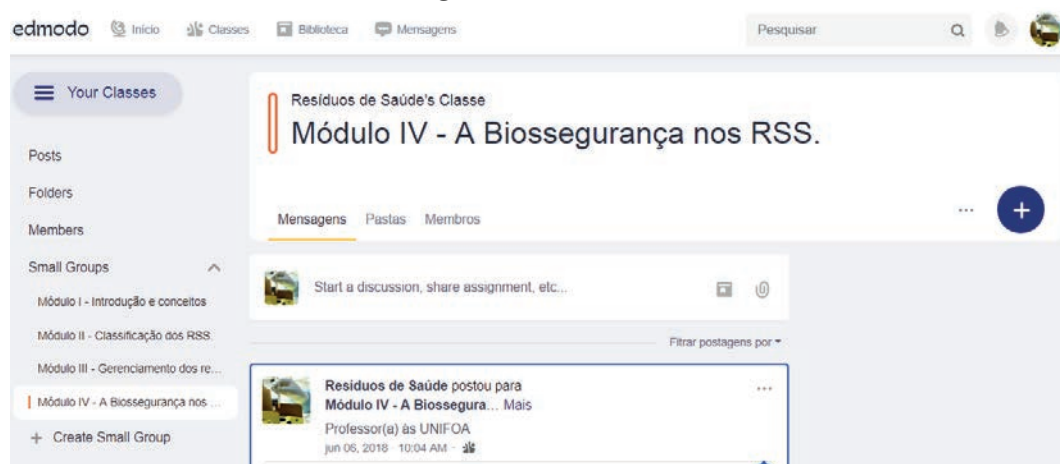 edmodo Início Classes Biblioteca Mensagens Pesquisar
Your Classes
Posts
Folders
Members
Small Groups
Módulo I - Introdução e conceitos
Módulo II - Classificação dos RSS.
Módulo III - Gerenciamento dos re...
Módulo IV - A Biossegurança nos ...
+ Create Small Group
Resíduos de Saúde's Classe
Módulo IV - A Biossegurança nos RSS.
Mensagens Pastas Membros
Start a discussion, share assignment, etc...
Filtrar postagens por
Resíduos de Saúde postou para
Módulo IV - A Biossegura... Mais
Professor(a) às UNIFOA
jun 06, 2018 · 10:04 AM ·